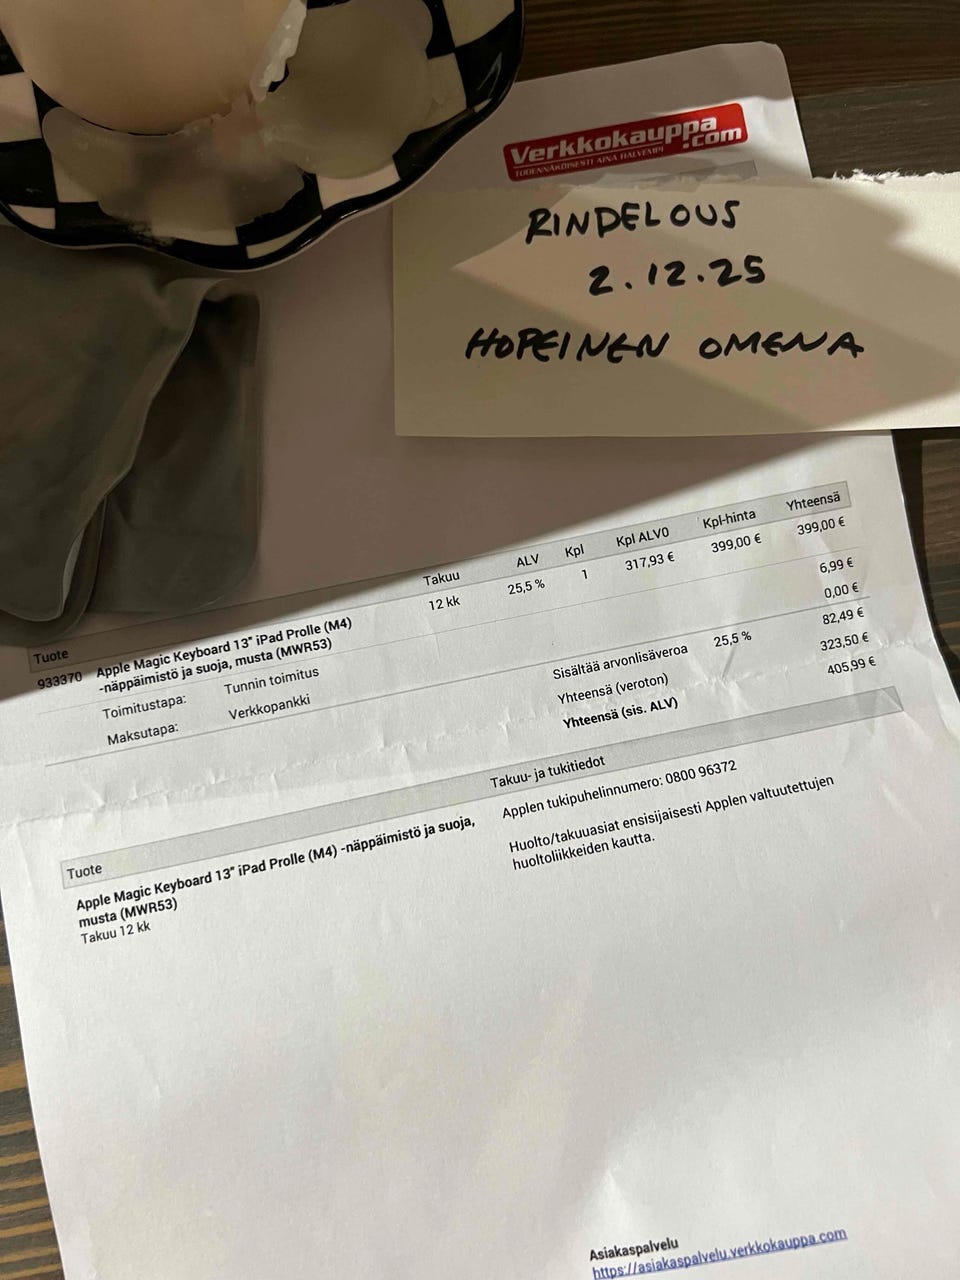 Verkkokauppa
.com
TODENNÄKÖISESTI AINA HALVEMPI
RINDELOUS
2.12.25
HOPEINEN OMENA
Tuote Takuu ALV Kpl Kpl ALV0 Kpl-hinta Yhteensä
933370 Apple Magic Keyboard 13" iPad Prolle (M4) 12 kk 25,5 % 1 317,93 € 399,00 € 399,00 €
-näppäimistö ja suoja, musta (MWR53)
Toimitustapa: Tunnin toimitus 6,99 €
Maksutapa: Verkkopankki 0,00 €
Sisältää arvonlisäveroa 25,5 % 82,49 €
Yhteensä (veroton) 323,50 €
Yhteensä (sis. ALV) 405,99 €
Tuote Takuu- ja tukitiedot
Apple Magic Keyboard 13" iPad Prolle (M4) -näppäimistö ja suoja,
musta (MWR53)
Takuu 12 kk
Applen tukipuhelinnumero: 0800 96372
Huolto/takuuasiat ensisijaisesti Applen valtuutettujen
huoltoliikkeiden kautta.
Asiakaspalvelu
https://asiakaspalvelu.verkkokauppa.com